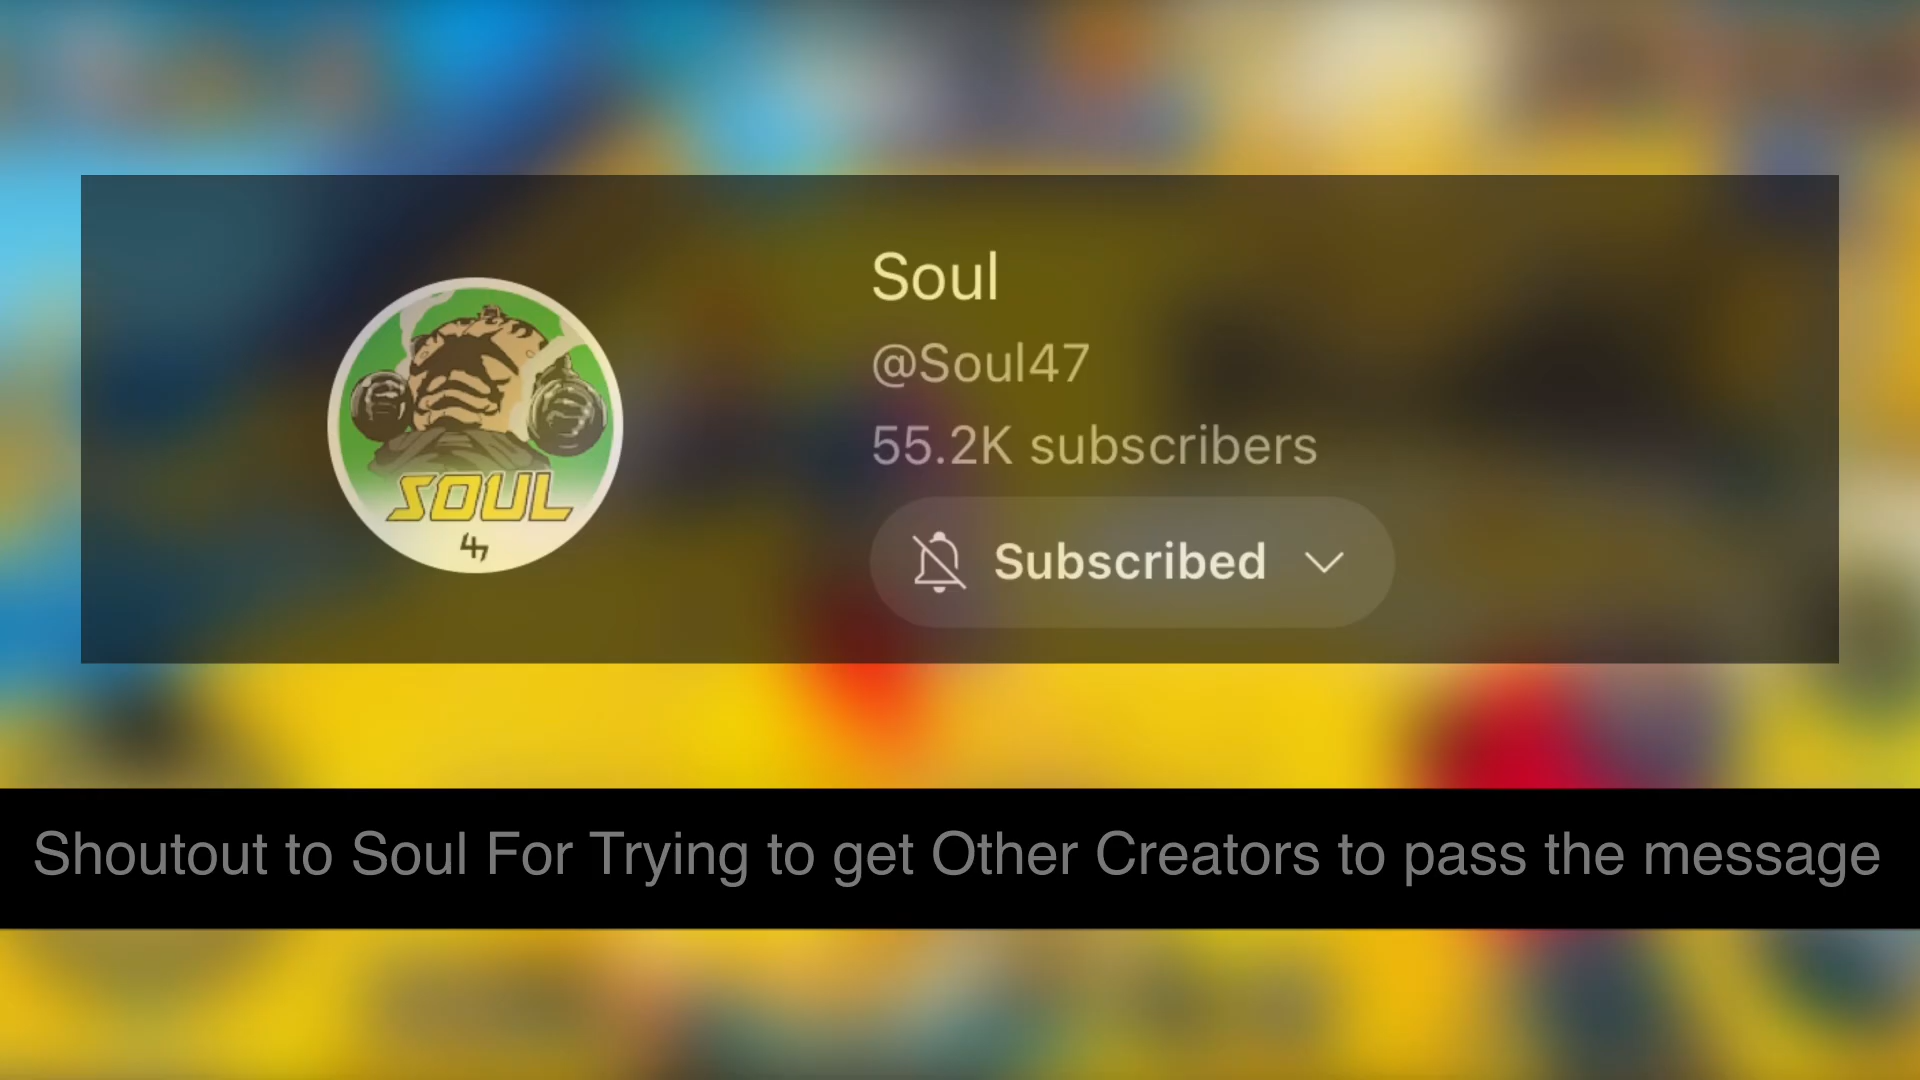 Soul
@Soul47
55.2K subscribers
Subscribed
SOUL
47
Shoutout to Soul For Trying to get Other Creators to pass the message